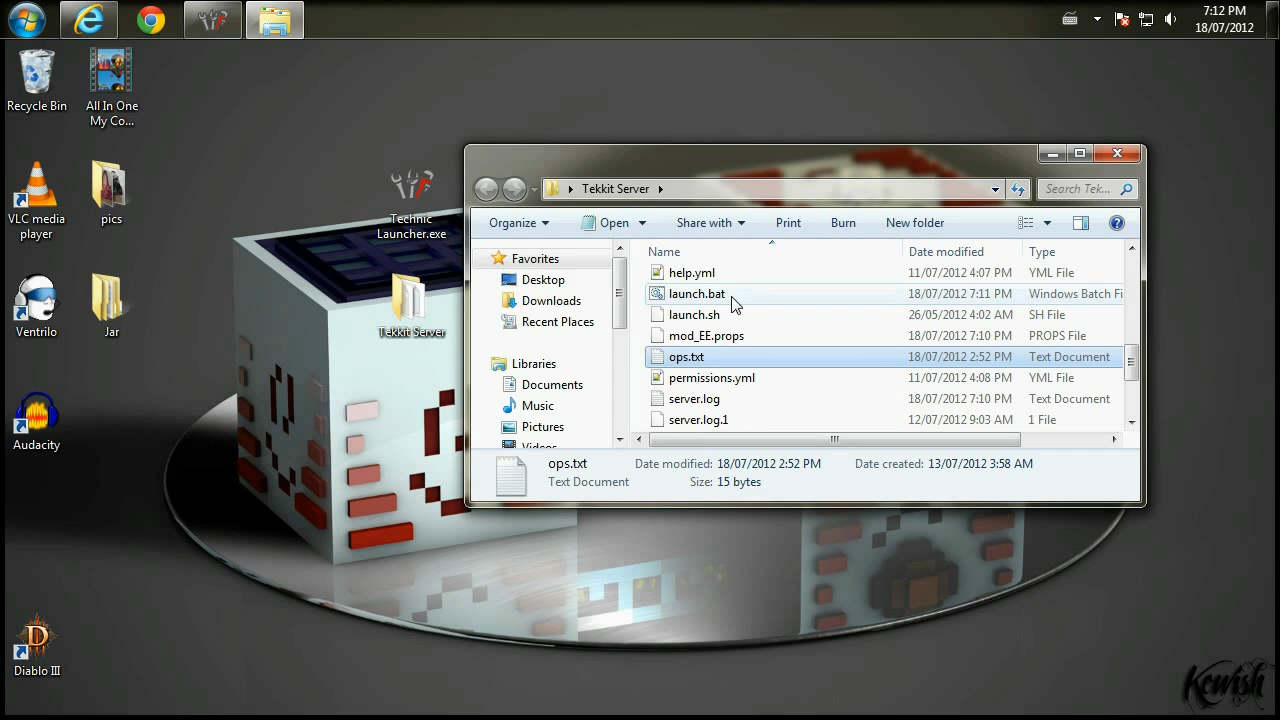 7:12 PM
18/07/2012
Recycle Bin
All In One
My Co...
VLC media
player
pics
Technic
Launcher.exe
Ventrilo
Jar
Tekkit Server
Audacity
Diablo III
Tekkit Server
Search Tek...
Organize
Open
Share with
Print
Burn
New folder
Favorites
Desktop
Downloads
Recent Places
Libraries
Documents
Music
Pictures
Videos
Name Date modified Type
help.yml 11/07/2012 4:07 PM YML File
launch.bat 18/07/2012 7:11 PM Windows Batch Fi
launch.sh 26/05/2012 4:02 AM SH File
mod_EE.props 18/07/2012 7:10 PM PROPS File
ops.txt 18/07/2012 2:52 PM Text Document
permissions.yml 11/07/2012 4:08 PM YML File
server.log 18/07/2012 7:10 PM Text Document
server.log.1 12/07/2012 9:03 AM 1 File
ops.txt Date modified: 18/07/2012 2:52 PM Date created: 13/07/2012 3:58 AM
Text Document Size: 15 bytes
Kewish